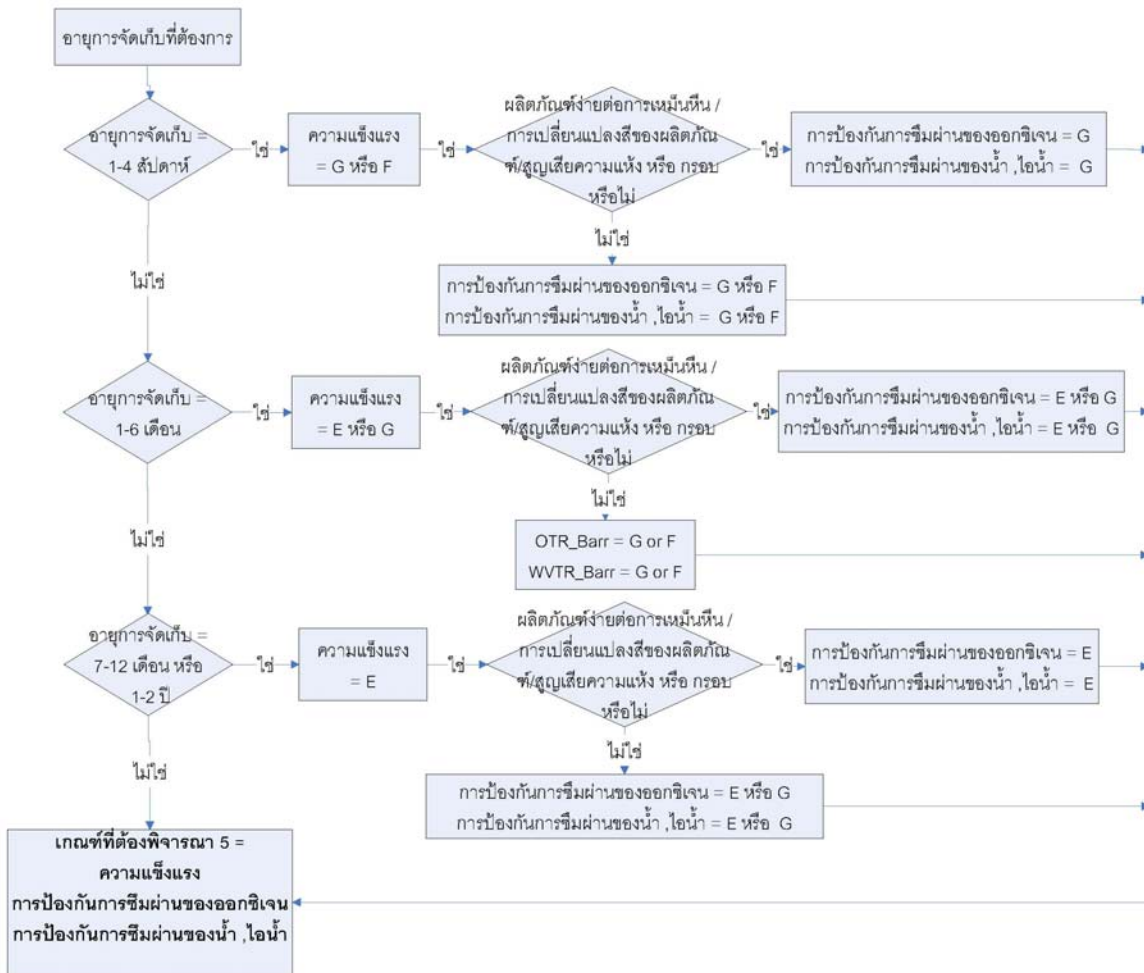 อายุการจัดเก็บที่ต้องการ
อายุการจัดเก็บ =
1-4 สัปดาห์
ใช่
ความแข็งแรง
= G หรือ F
ใช่
ผลิตภัณฑ์ง่ายต่อการเหม็นหืน /
การเปลี่ยนแปลงสีของผลิตภัณ
ฑ์/สูญเสียความแห้ง หรือ กรอบ
หรือไม่
ใช่
การป้องกันการซึมผ่านของออกซิเจน = G
การป้องกันการซึมผ่านของน้ำ ,ไอน้ำ = G
ไม่ใช่
ไม่ใช่
การป้องกันการซึมผ่านของออกซิเจน = G หรือ F
การป้องกันการซึมผ่านของน้ำ ,ไอน้ำ = G หรือ F
อายุการจัดเก็บ =
1-6 เดือน
ใช่
ความแข็งแรง
= E หรือ G
ใช่
ผลิตภัณฑ์ง่ายต่อการเหม็นหืน /
การเปลี่ยนแปลงสีของผลิตภัณ
ฑ์/สูญเสียความแห้ง หรือ กรอบ
หรือไม่
ใช่
การป้องกันการซึมผ่านของออกซิเจน = E หรือ G
การป้องกันการซึมผ่านของน้ำ ,ไอน้ำ = E หรือ G
ไม่ใช่
ไม่ใช่
OTR_Barr = G or F
WVTR_Barr = G or F
อายุการจัดเก็บ =
7-12 เดือน หรือ
1-2 ปี
ใช่
ความแข็งแรง
= E
ใช่
ผลิตภัณฑ์ง่ายต่อการเหม็นหืน /
การเปลี่ยนแปลงสีของผลิตภัณ
ฑ์/สูญเสียความแห้ง หรือ กรอบ
หรือไม่
ใช่
การป้องกันการซึมผ่านของออกซิเจน = E
การป้องกันการซึมผ่านของน้ำ ,ไอน้ำ = E
ไม่ใช่
ไม่ใช่
การป้องกันการซึมผ่านของออกซิเจน = E หรือ G
การป้องกันการซึมผ่านของน้ำ ,ไอน้ำ = E หรือ G
เกณฑ์ที่ต้องพิจารณา 5 =
ความแข็งแรง
การป้องกันการซึมผ่านของออกซิเจน
การป้องกันการซึมผ่านของน้ำ ,ไอน้ำ